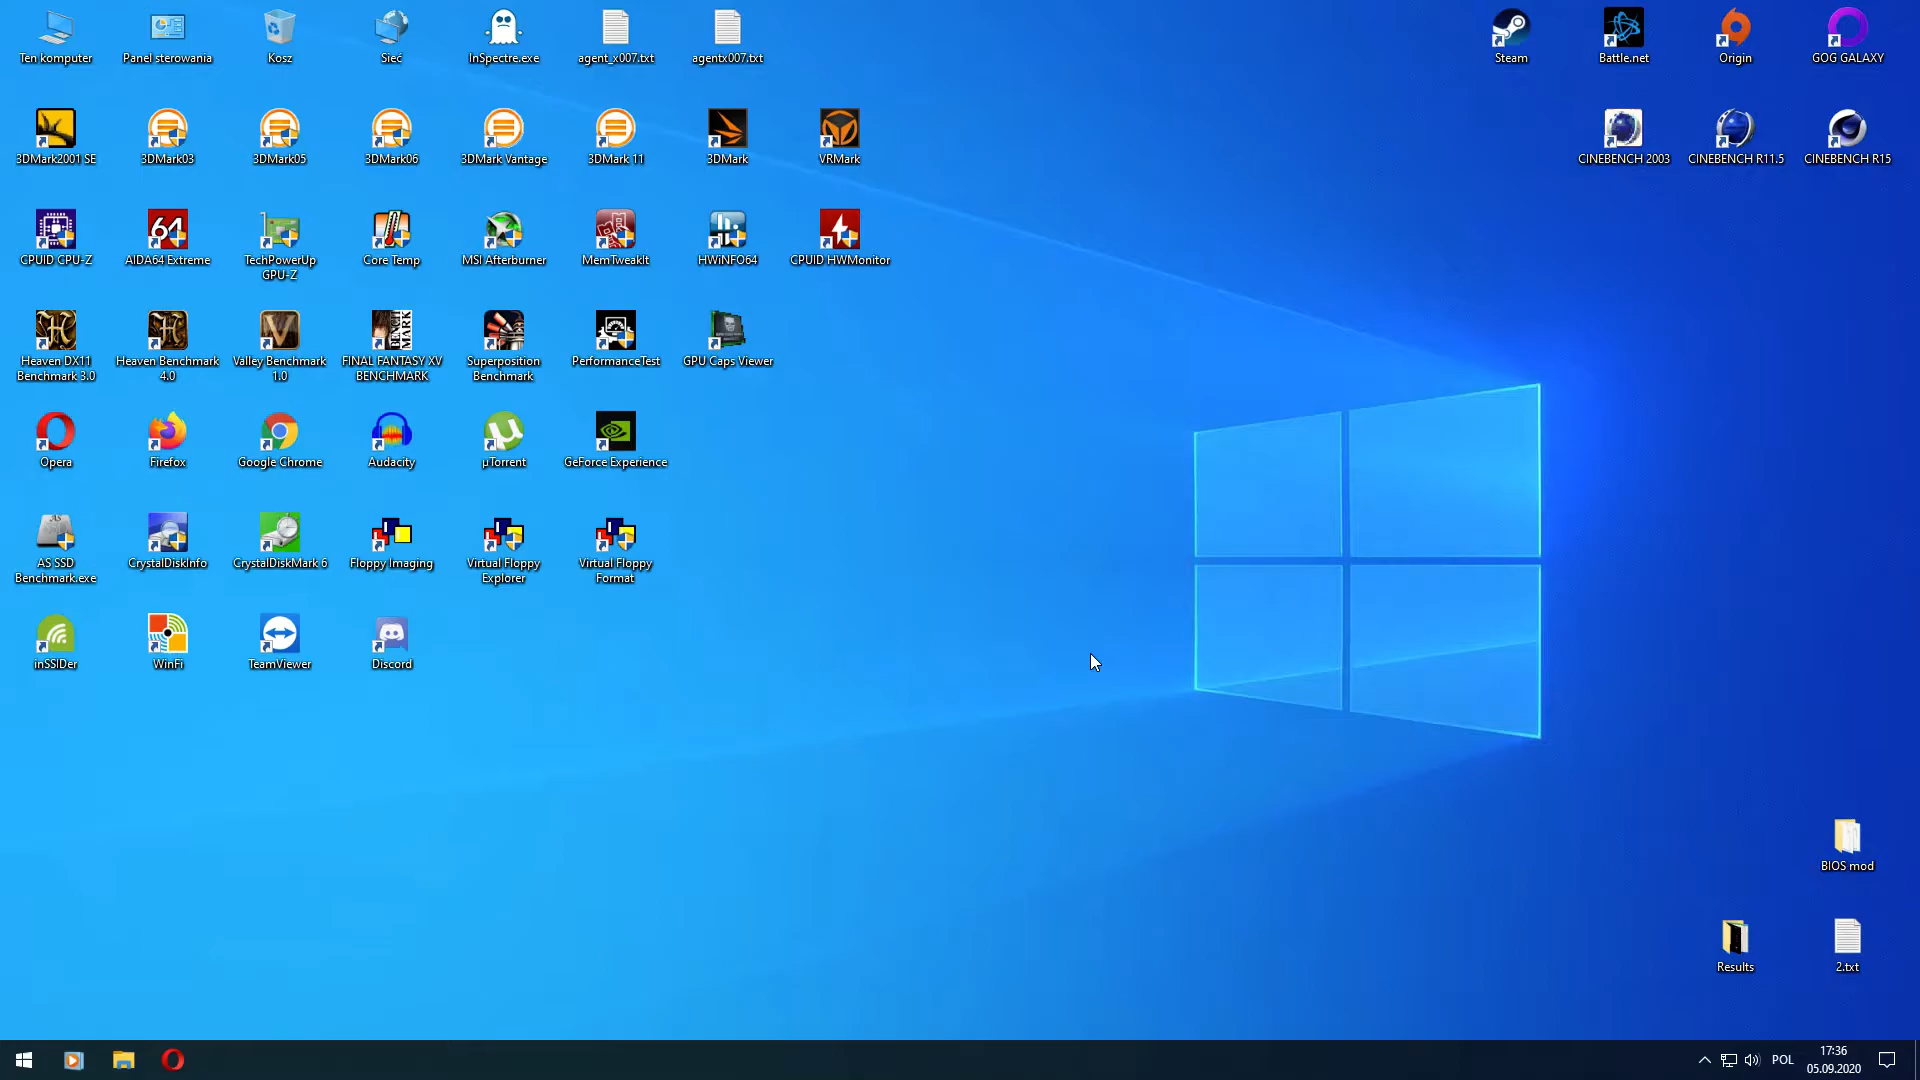 Ten komputer
Panel sterowania
Kosz
Sieć
InSpectre.exe
agent_x007.txt
agentx007.txt
Steam
Battle.net
Origin
GOG GALAXY
3DMark2001 SE
3DMark03
3DMark05
3DMark06
3DMark Vantage
3DMark 11
3DMark
VRMark
CINEBENCH 2003
CINEBENCH R11.5
CINEBENCH R15
64
CPUID CPU-Z
AIDA64 Extreme
TechPowerUp
GPU-Z
Core Temp
MSI Afterburner
MemTweakIt
HWiNFO64
CPUID HWMonitor
BENCH
MARK
Heaven DX11
Benchmark 3.0
Heaven Benchmark
4.0
Valley Benchmark
1.0
FINAL FANTASY XV
BENCHMARK
Superposition
Benchmark
PerformanceTest
GPU Caps Viewer
Opera
Firefox
Google Chrome
Audacity
µTorrent
GeForce Experience
AS SSD
Benchmark.exe
CrystalDiskInfo
CrystalDiskMark 6
Floppy Imaging
Virtual Floppy
Explorer
Virtual Floppy
Format
inSSIDer
WinFi
TeamViewer
Discord
BIOS mod
Results
2.txt
POL
17:36
05.09.2020